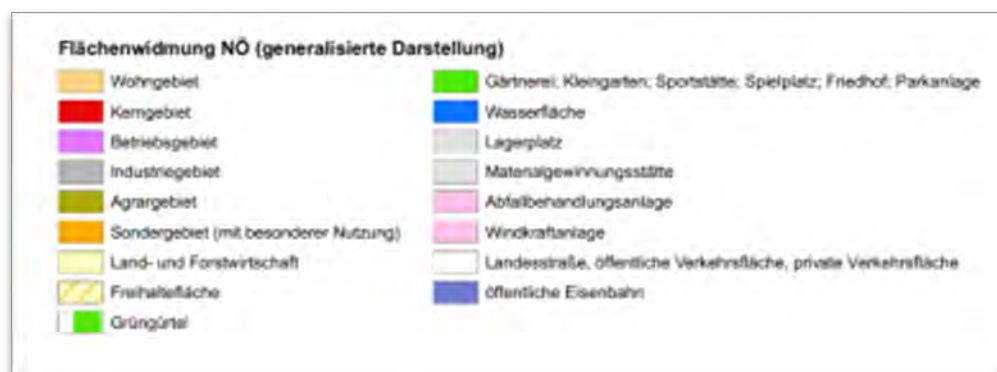 Flächenwidmung NÖ (generalisierte Darstellung)
Wohngebiet
Kerngebiet
Betriebsgebiet
Industriegebiet
Agrargebiet
Sondergebiet (mit besonderer Nutzung)
Land- und Forstwirtschaft
Freihaltefläche
Grüngürtel
Gärtnerei; Kleingarten; Sportstätte; Spielplatz; Friedhof; Parkanlage
Wasserfläche
Lagerplatz
Materialgewinnungsstätte
Abfallbehandlungsanlage
Windkraftanlage
Landesstraße, öffentliche Verkehrsfläche, private Verkehrsfläche
öffentliche Eisenbahn